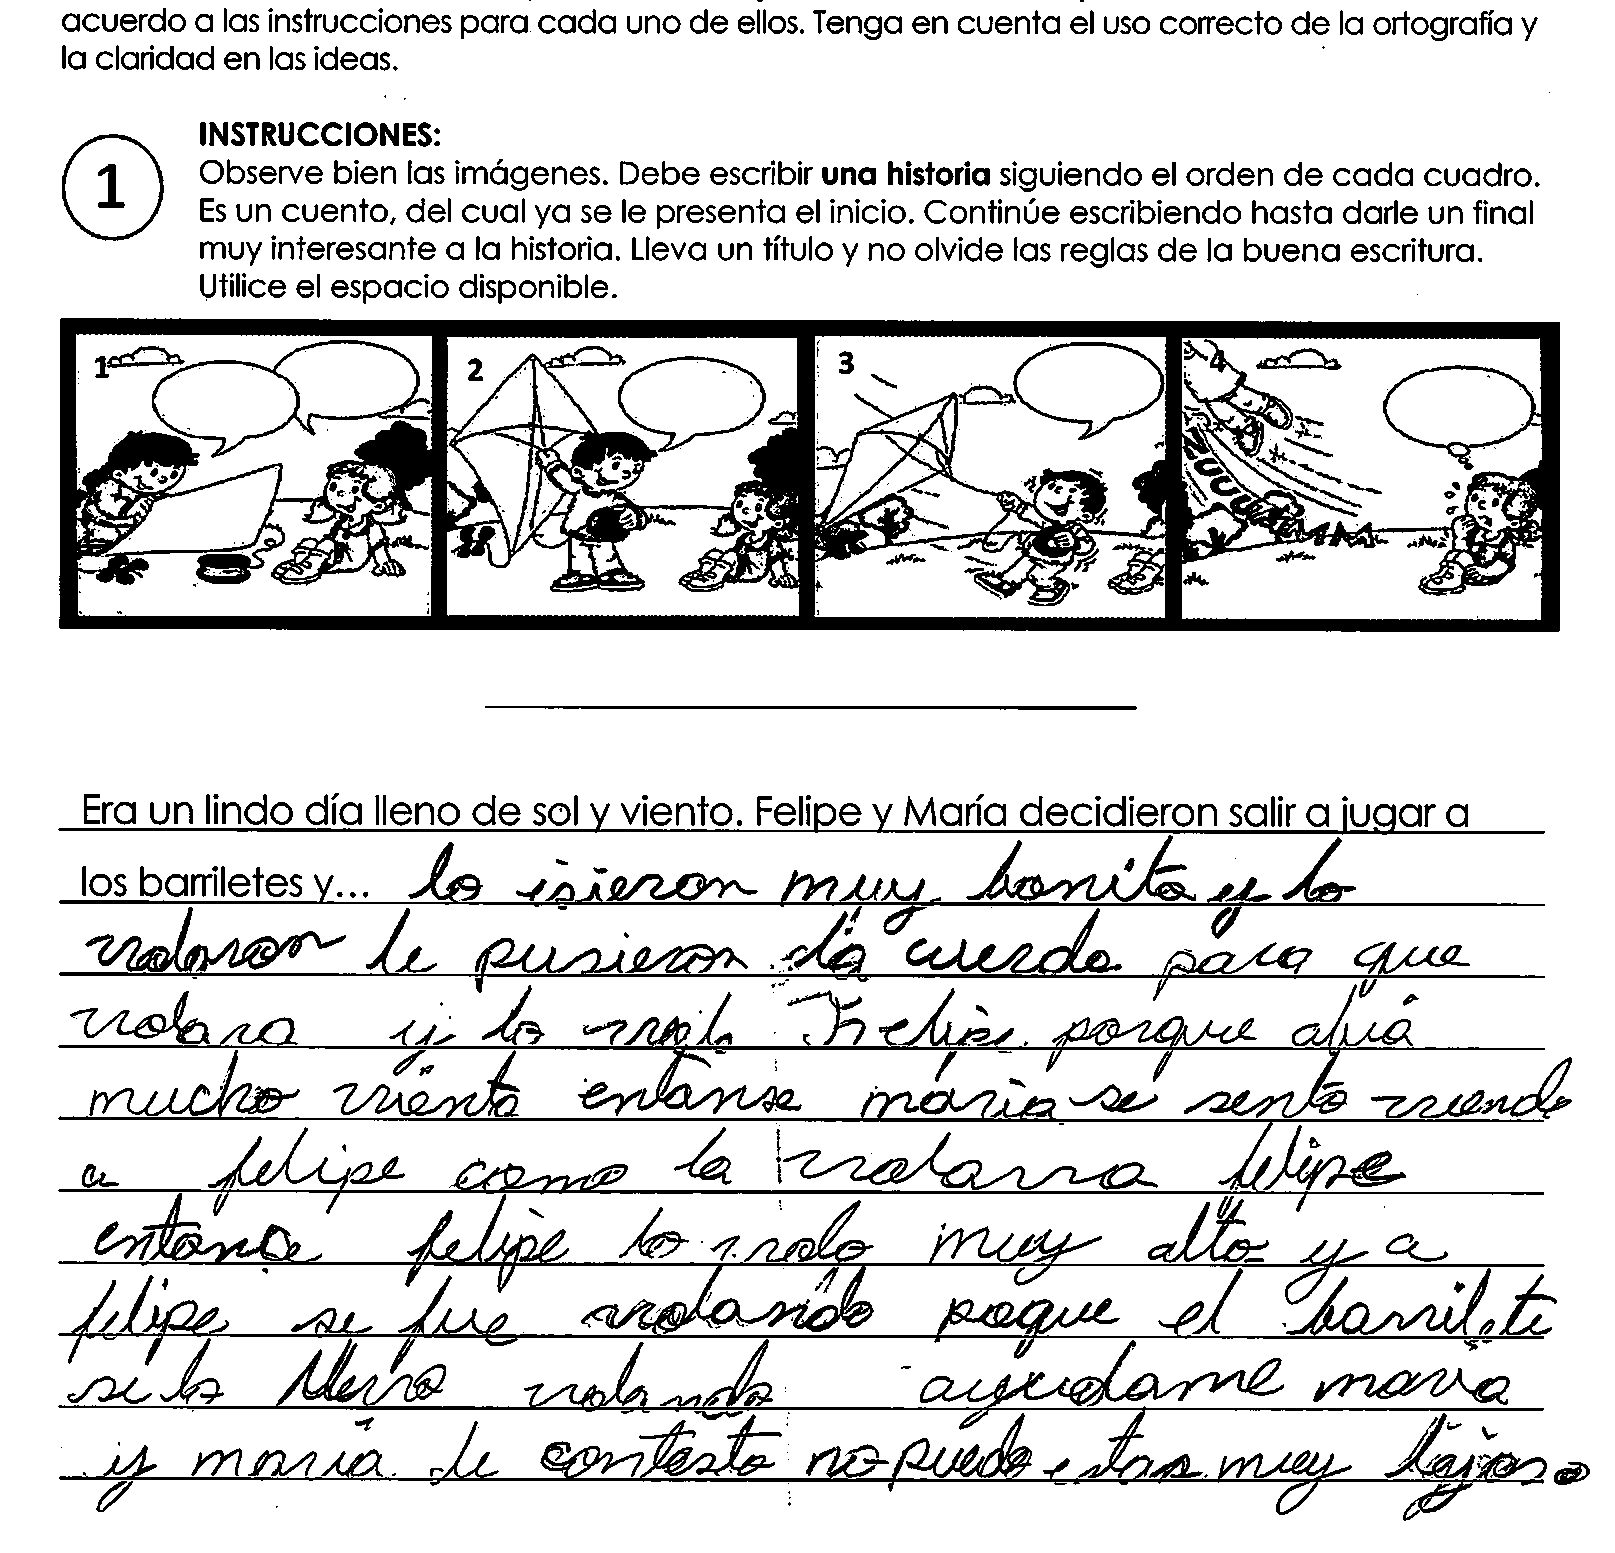 acuerdo a las instrucciones para cada uno de ellos. Tenga en cuenta el uso correcto de la ortografía y
la claridad en las ideas.
1
INSTRUCCIONES:
Observe bien las imágenes. Debe escribir una historia siguiendo el orden de cada cuadro.
Es un cuento, del cual ya se le presenta el inicio. Continúe escribiendo hasta darle un final
muy interesante a la historia. Lleva un título y no olvide las reglas de la buena escritura.
Utilice el espacio disponible.
1 2 3 4
Era un lindo día lleno de sol y viento. Felipe y María decidieron salir a jugar a
los barriletes y... lo isieron muy bonito y lo
volaron le pusieron la cuerda para que
volara y lo Felipe porque abia
mucho viento entonse maria se sento viendo
a felipe como lo volava felipe
entonce felipe lo volo muy alto y a
felipe se fue volando poque el barrilete
se lo llevo volando ayudame maria
y maria le contesto no puedo estas muy lejos.